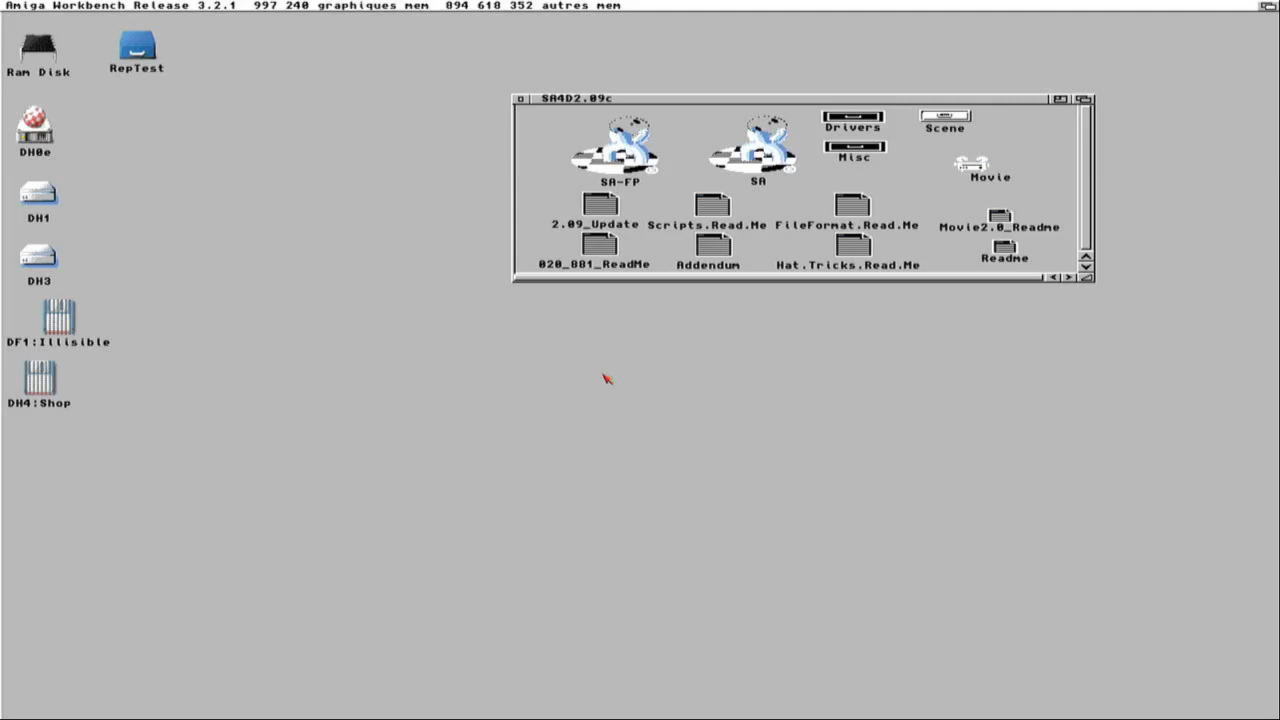 Amiga Workbench Release 3.2.1 997 240 graphiques mem 894 618 352 autres mem
Ram Disk
RepTest
DH0e
DH1
DH3
DF1:Illisible
DH4:Shop
SA4D2.09c
SA-FP
SA
Drivers
Scene
Misc
Movie
2.09_Update
Scripts.Read.Me
FileFormat.Read.Me
Movie2.0_Readme
020_881_ReadMe
Addendum
Hat.Tricks.Read.Me
Readme